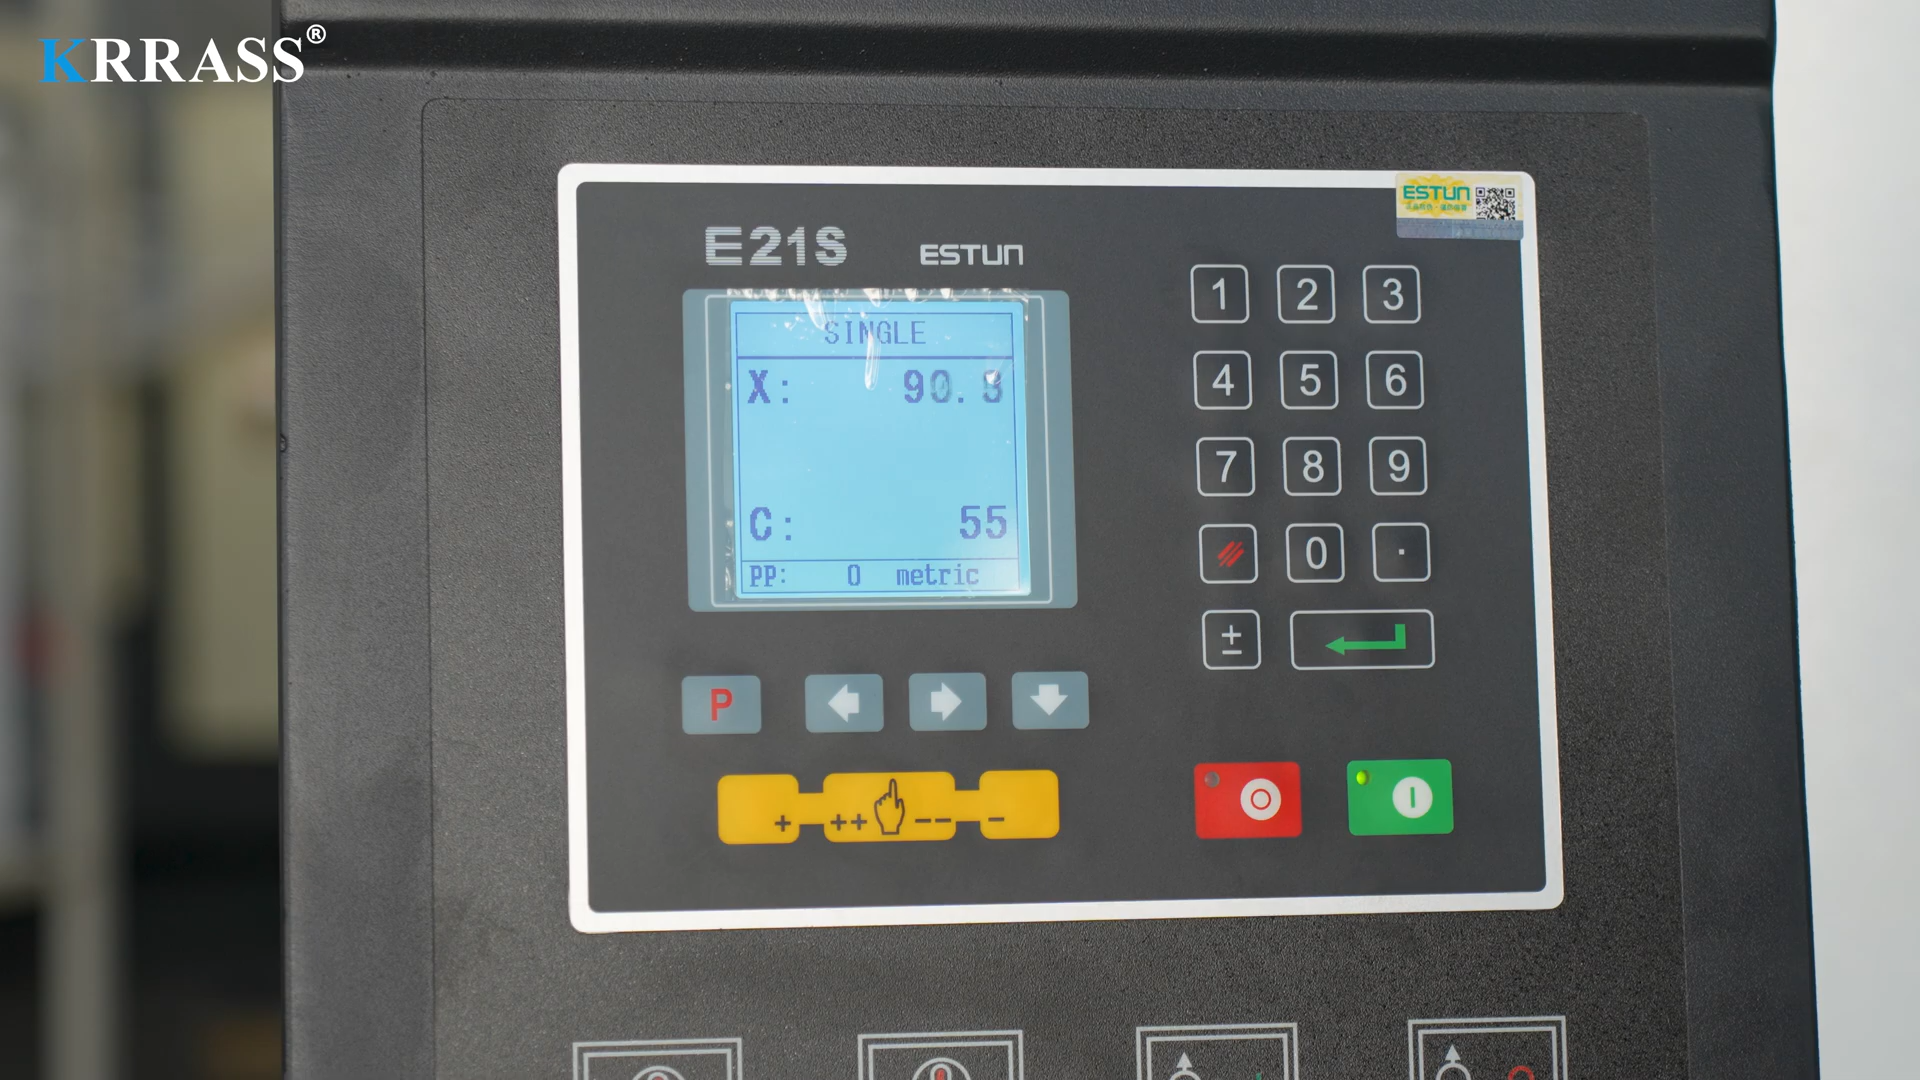 KRRASS®
ESTUN
E21S ESTUN
SINGLE
X: 90.3
C: 55
PP: 0 metric
1 2 3
4 5 6
7 8 9
0 .
±
P
+ ++ -- -